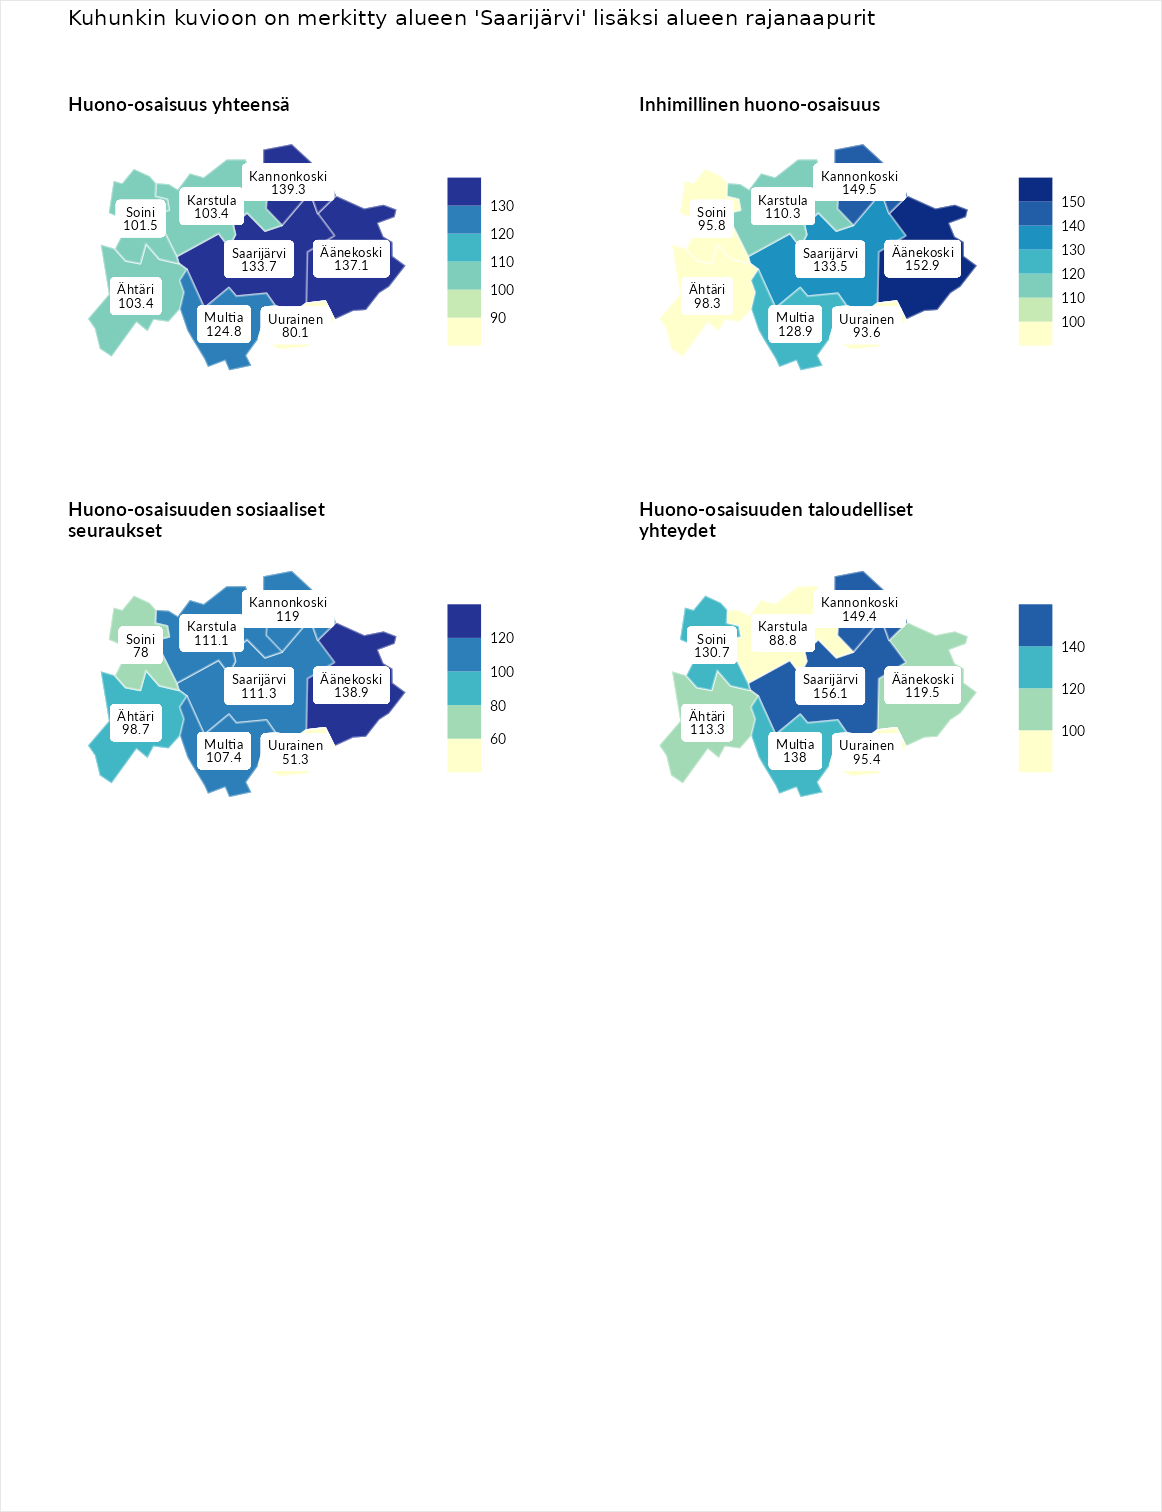 Kuhunkin kuvioon on merkitty alueen 'Saarijärvi' lisäksi alueen rajanaapurit
Huono-osaisuus yhteensä
Kannonkoski
139.3
Karstula
103.4
Soini
101.5
Saarijärvi
133.7
Äänekoski
137.1
Ähtäri
103.4
Multia
124.8
Uurainen
80.1
130
120
110
100
90
Inhimillinen huono-osaisuus
Kannonkoski
149.5
Karstula
110.3
Soini
95.8
Saarijärvi
133.5
Äänekoski
152.9
Ähtäri
98.3
Multia
128.9
Uurainen
93.6
150
140
130
120
110
100
Huono-osaisuuden sosiaaliset
seuraukset
Kannonkoski
119
Karstula
111.1
Soini
78
Saarijärvi
111.3
Äänekoski
138.9
Ähtäri
98.7
Multia
107.4
Uurainen
51.3
120
100
80
60
Huono-osaisuuden taloudelliset
yhteydet
Kannonkoski
149.4
Karstula
88.8
Soini
130.7
Saarijärvi
156.1
Äänekoski
119.5
Ähtäri
113.3
Multia
138
Uurainen
95.4
140
120
100